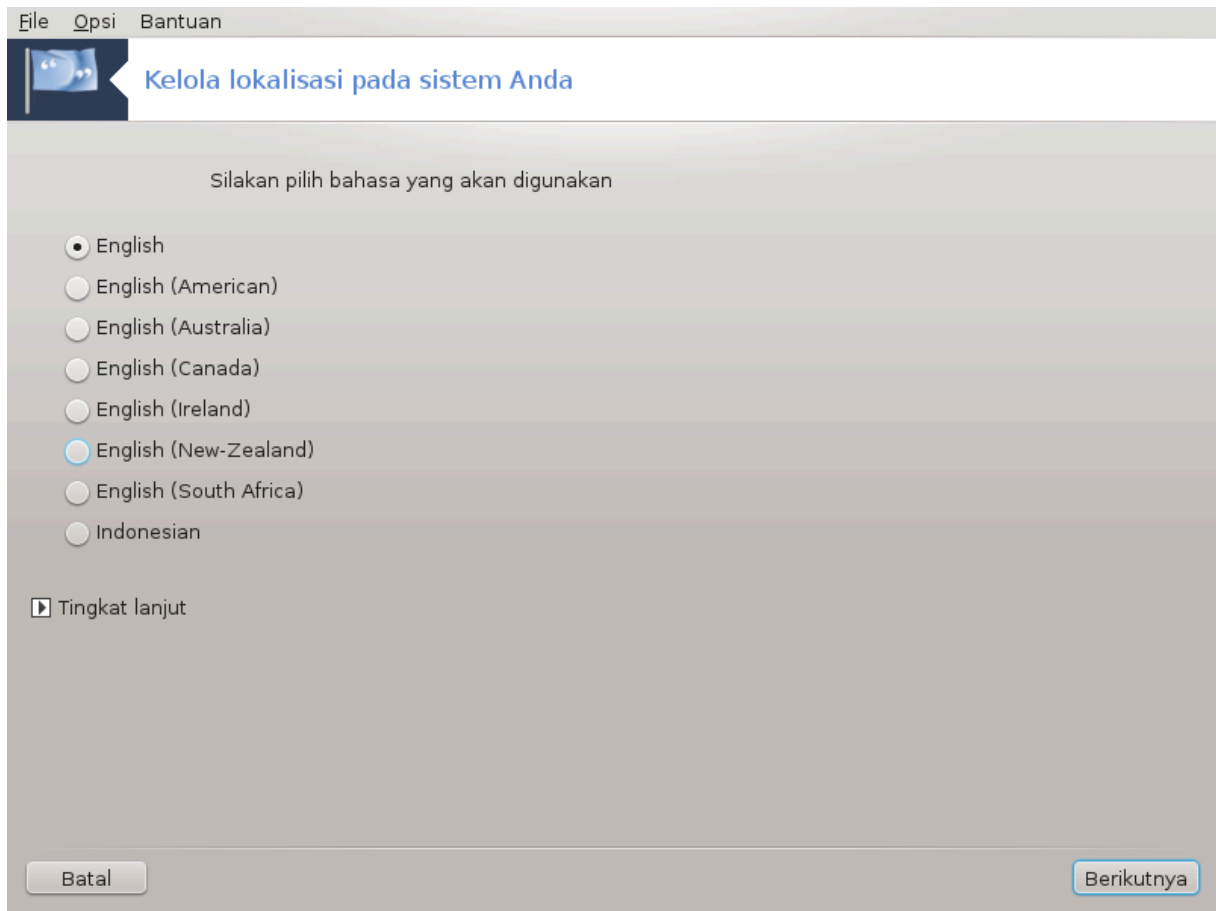 File Opsi Bantuan
Kelola lokalisasi pada sistem Anda
Silakan pilih bahasa yang akan digunakan
English
English (American)
English (Australia)
English (Canada)
English (Ireland)
English (New-Zealand)
English (South Africa)
Indonesian
Tingkat lanjut
Batal Berikutnya